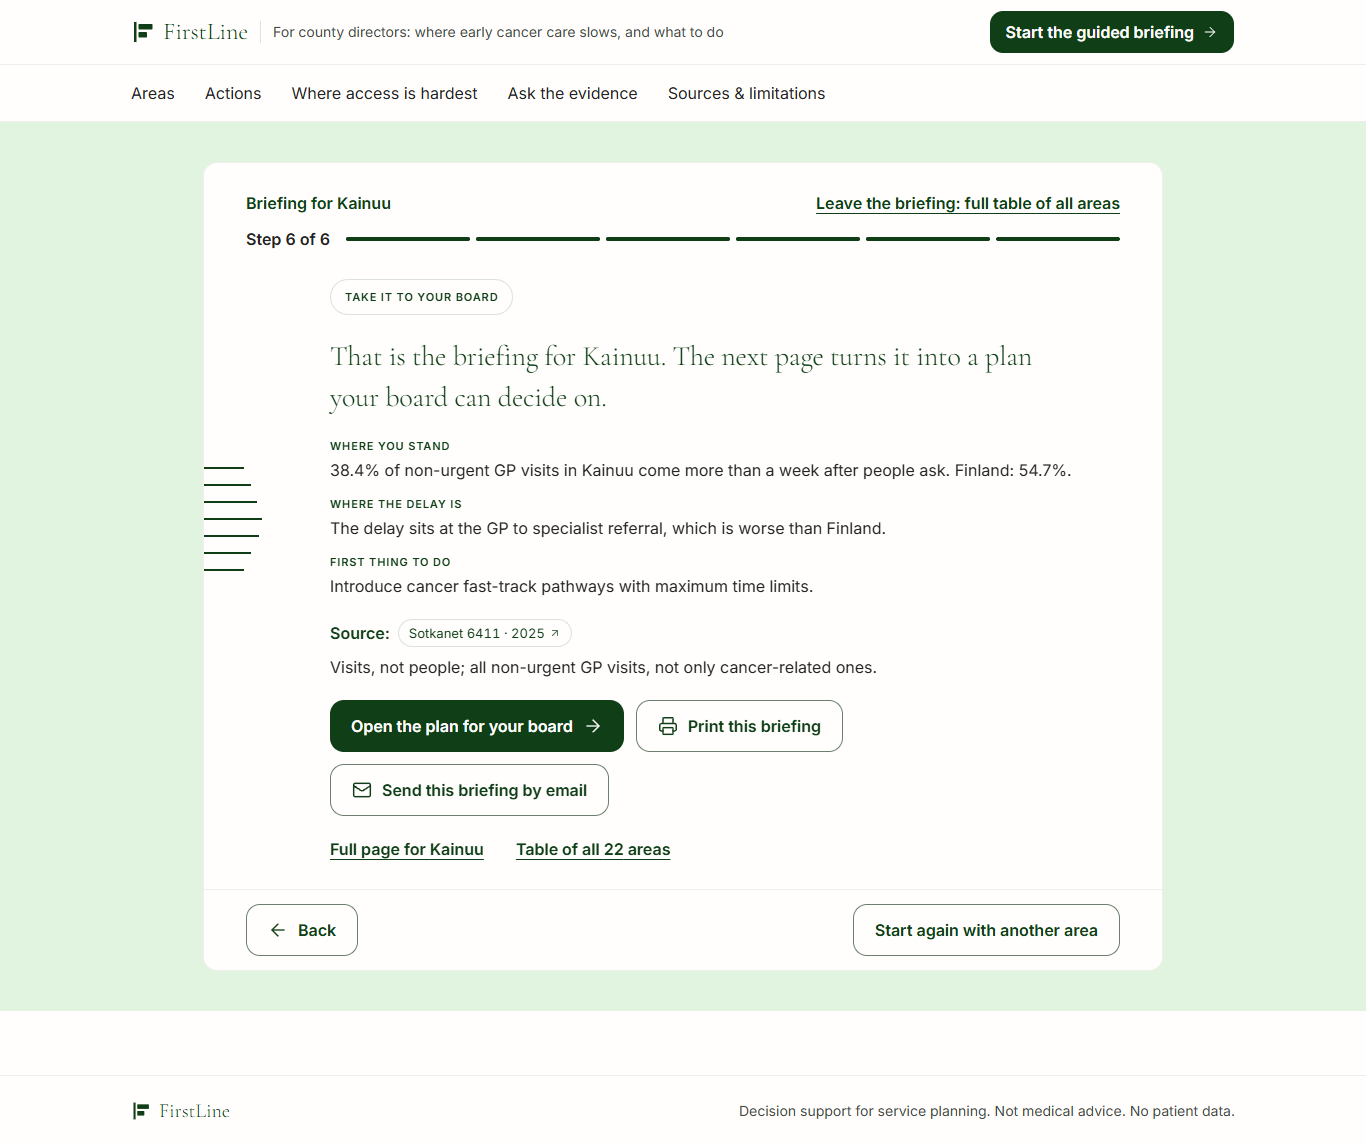 FirstLine
For county directors: where early cancer care slows, and what to do
Start the guided briefing
Areas
Actions
Where access is hardest
Ask the evidence
Sources & limitations
Briefing for Kainuu
Leave the briefing: full table of all areas
Step 6 of 6
TAKE IT TO YOUR BOARD
That is the briefing for Kainuu. The next page turns it into a plan
your board can decide on.
WHERE YOU STAND
38.4% of non-urgent GP visits in Kainuu come more than a week after people ask. Finland: 54.7%.
WHERE THE DELAY IS
The delay sits at the GP to specialist referral, which is worse than Finland.
FIRST THING TO DO
Introduce cancer fast-track pathways with maximum time limits.
Source: Sotkanet 6411 · 2025
Visits, not people; all non-urgent GP visits, not only cancer-related ones.
Open the plan for your board
Print this briefing
Send this briefing by email
Full page for Kainuu
Table of all 22 areas
Back
Start again with another area
FirstLine
Decision support for service planning. Not medical advice. No patient data.